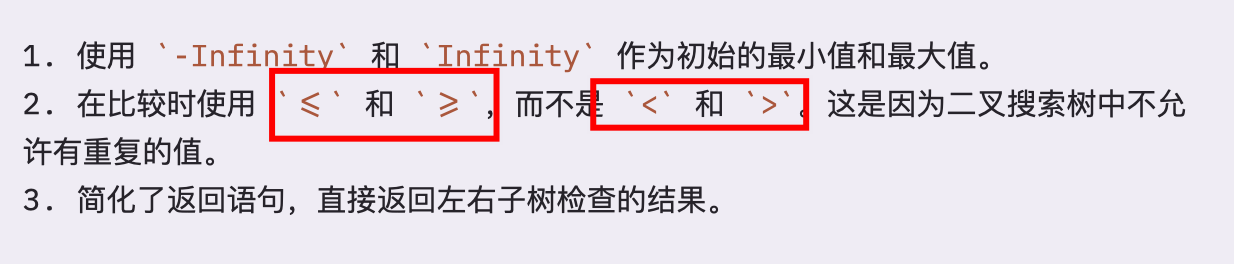 1. 使用 `-Infinity` 和 `Infinity` 作为初始的最小值和最大值。
2. 在比较时使用 `<=` 和 `>=`，而不是 `<` 和 `>`。这是因为二叉搜索树中不允
许有重复的值。
3. 简化了返回语句，直接返回左右子树检查的结果。